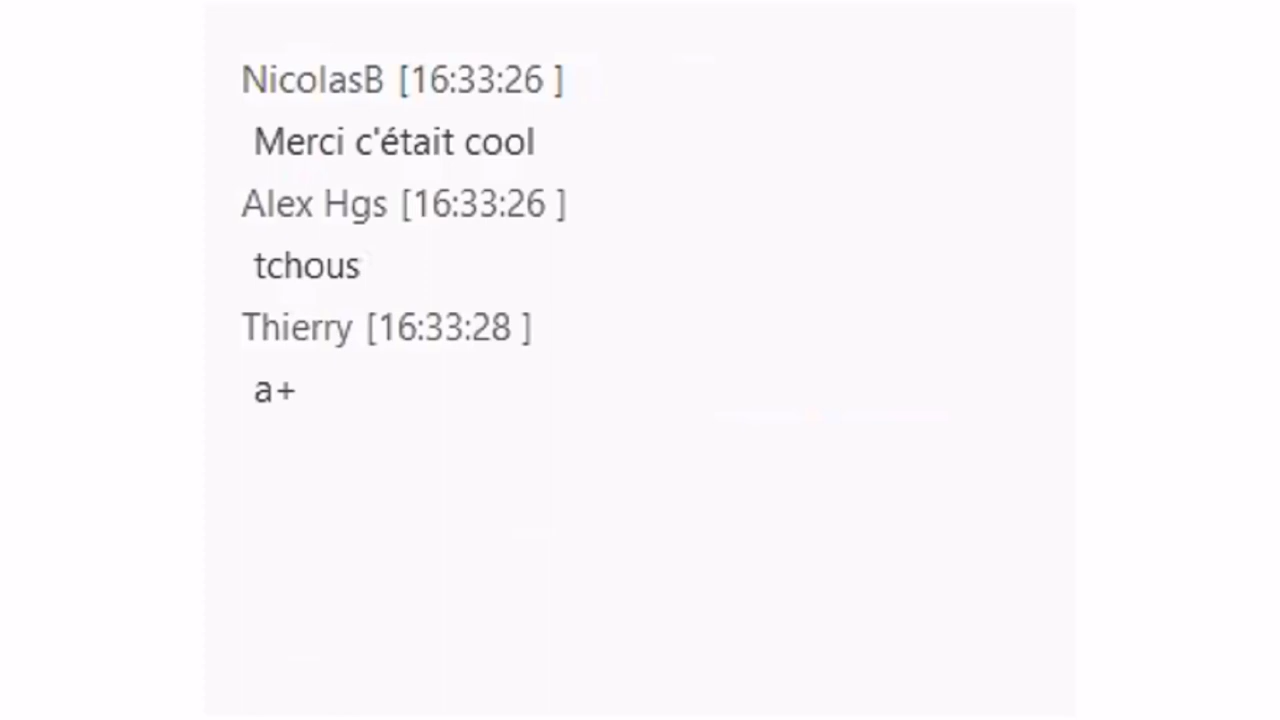 NicolasB [16:33:26 ]
Merci c'était cool
Alex Hgs [16:33:26 ]
tchous
Thierry [16:33:28 ]
a+